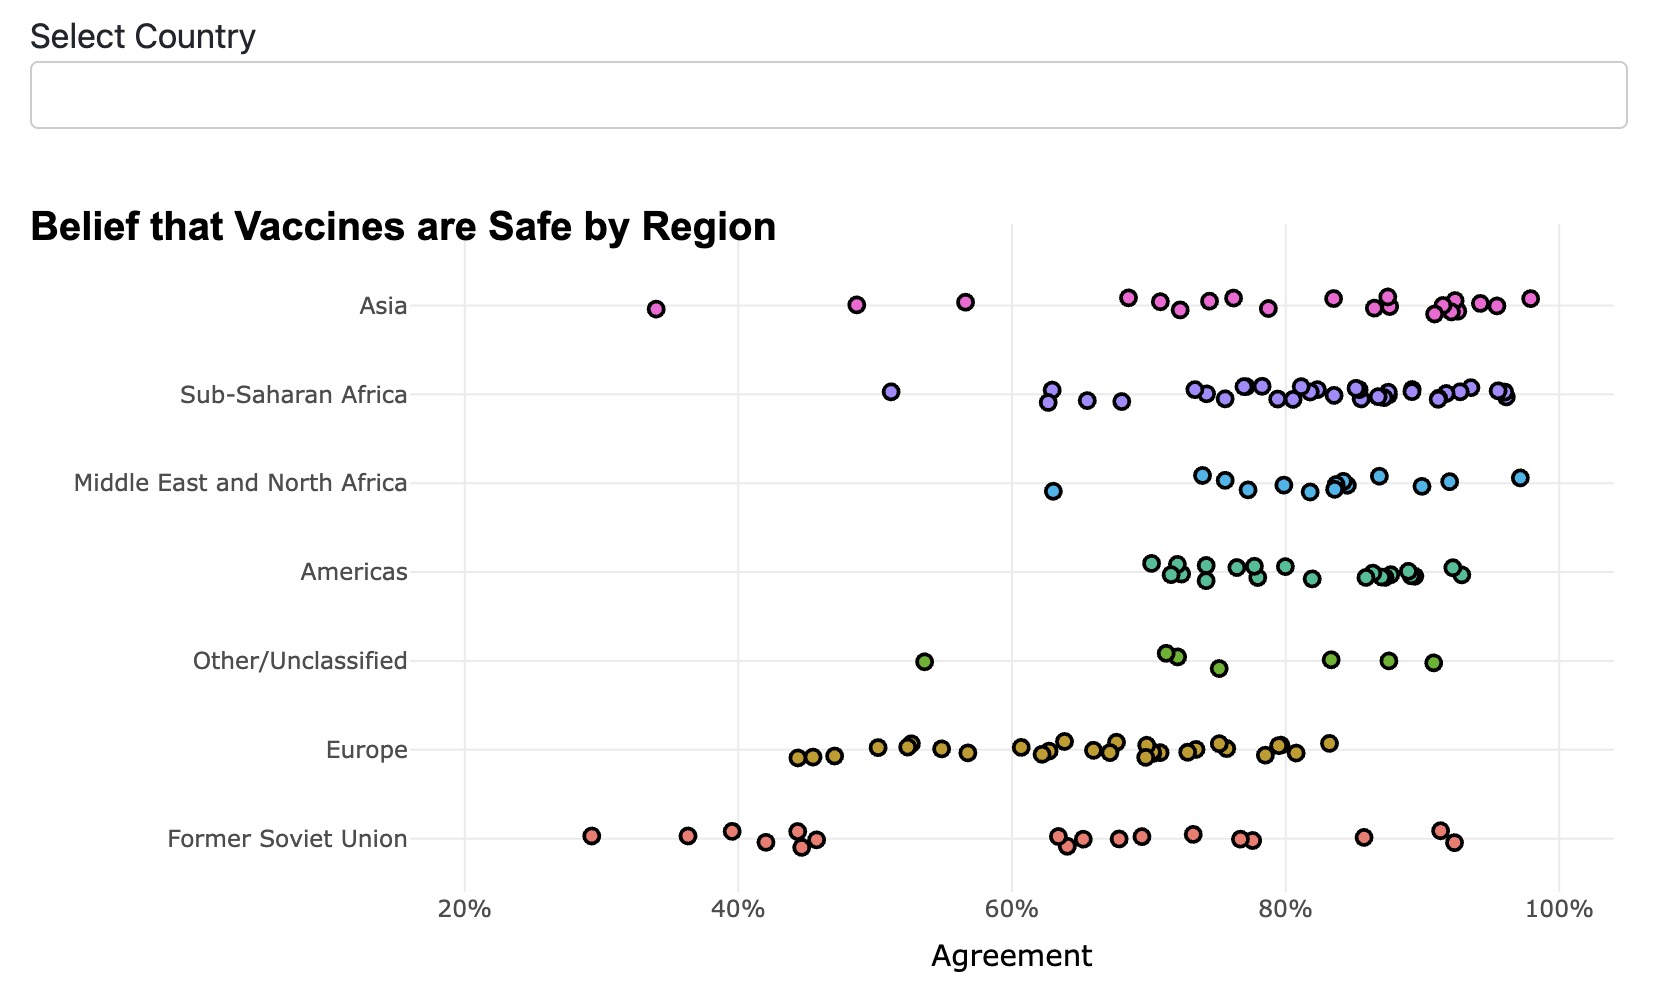 Select Country
Belief that Vaccines are Safe by Region
Asia
Sub-Saharan Africa
Middle East and North Africa
Americas
Other/Unclassified
Europe
Former Soviet Union
20% 40% 60% 80% 100%
Agreement